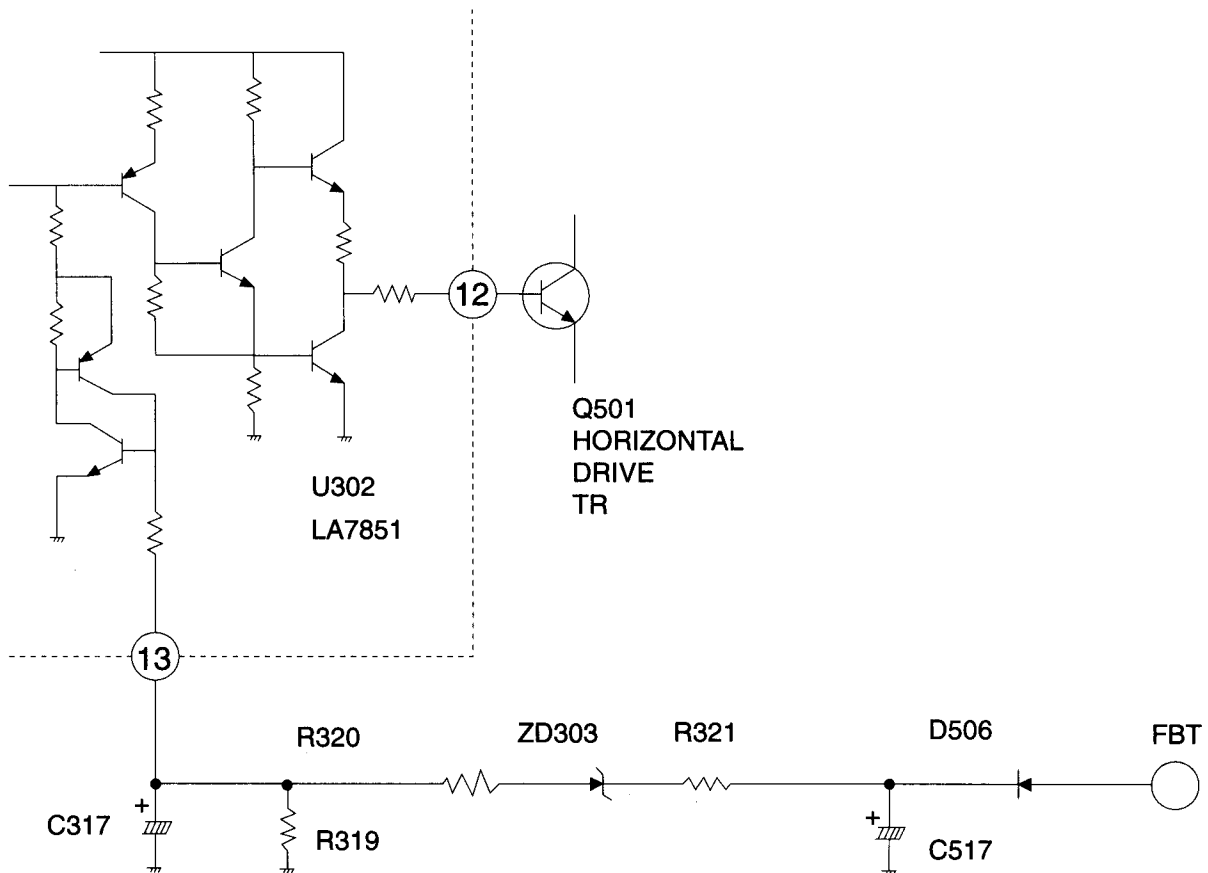 12
Q501
HORIZONTAL
DRIVE
TR
U302
LA7851
13
R320
ZD303
R321
D506
FBT
+
C317
R319
+
C517